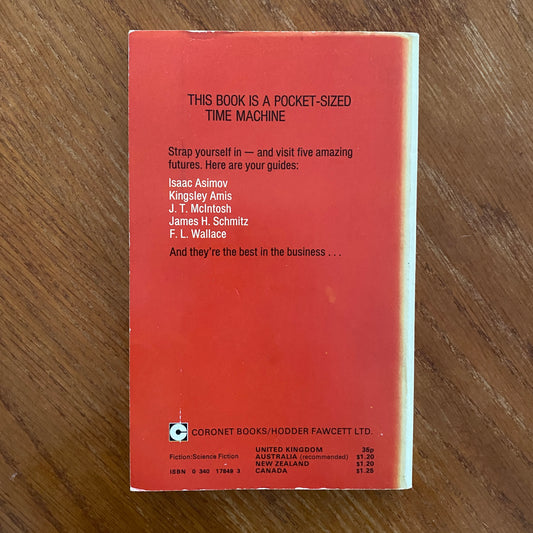 THIS BOOK IS A POCKET-SIZED
TIME MACHINE
Strap yourself in — and visit five amazing
futures. Here are your guides:
Isaac Asimov
Kingsley Amis
J. T. McIntosh
James H. Schmitz
F. L. Wallace
And they're the best in the business . . .
CORONET BOOKS/HODDER FAWCETT LTD.
UNITED KINGDOM 35p
Fiction:Science Fiction AUSTRALIA (recommended) $1.20
NEW ZEALAND $1.20
ISBN 0 340 17849 3 CANADA $1.25